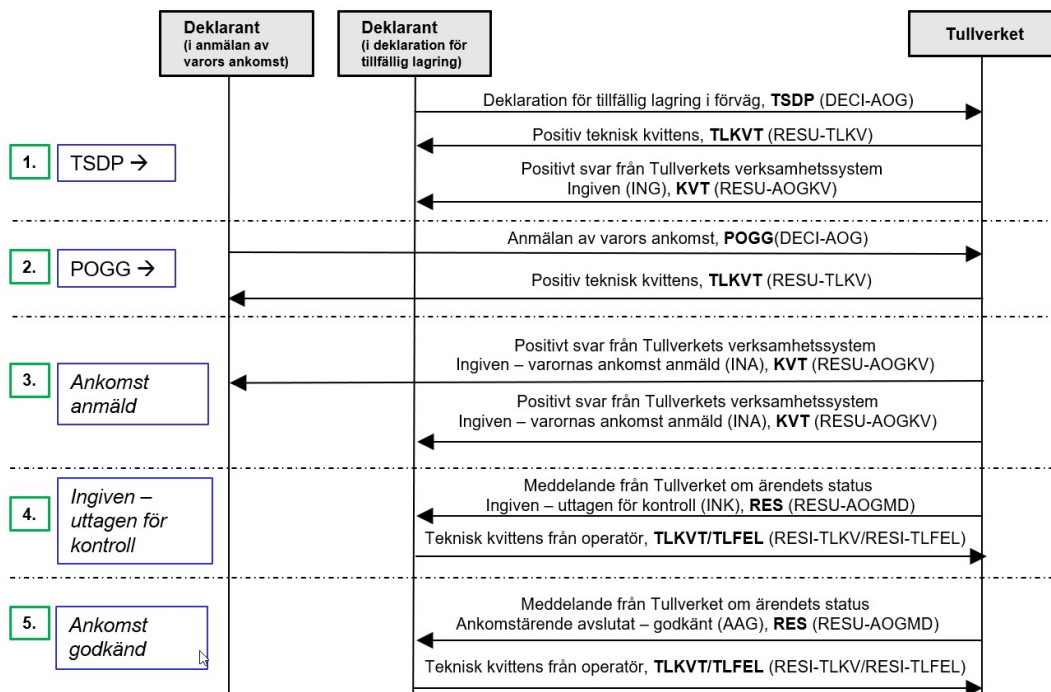 Deklarant
(i anmälan av
varors ankomst)
Deklarant
(i deklaration för
tillfällig lagring)
Tullverket
1.
TSDP →
Deklaration för tillfällig lagring i förväg, TSDP (DECI-AOG)
Positiv teknisk kvittens, TLKVT (RESU-TLKV)
Positivt svar från Tullverkets verksamhetssystem
Ingiven (ING), KVT (RESU-AOGKV)
2.
POGG →
Anmälan av varors ankomst, POGG(DECI-AOG)
Positiv teknisk kvittens, TLKVT (RESU-TLKV)
3.
Ankomst
anmäld
Positivt svar från Tullverkets verksamhetssystem
Ingiven – varornas ankomst anmäld (INA), KVT (RESU-AOGKV)
Positivt svar från Tullverkets verksamhetssystem
Ingiven – varornas ankomst anmäld (INA), KVT (RESU-AOGKV)
4.
Ingiven –
uttagen för
kontroll
Meddelande från Tullverket om ärendets status
Ingiven – uttagen för kontroll (INK), RES (RESU-AOGMD)
Teknisk kvittens från operatör, TLKVT/TLFEL (RESI-TLKV/RESI-TLFEL)
5.
Ankomst
godkänd
Meddelande från Tullverket om ärendets status
Ankomstärende avslutat – godkänt (AAG), RES (RESU-AOGMD)
Teknisk kvittens från operatör, TLKVT/TLFEL (RESI-TLKV/RESI-TLFEL)